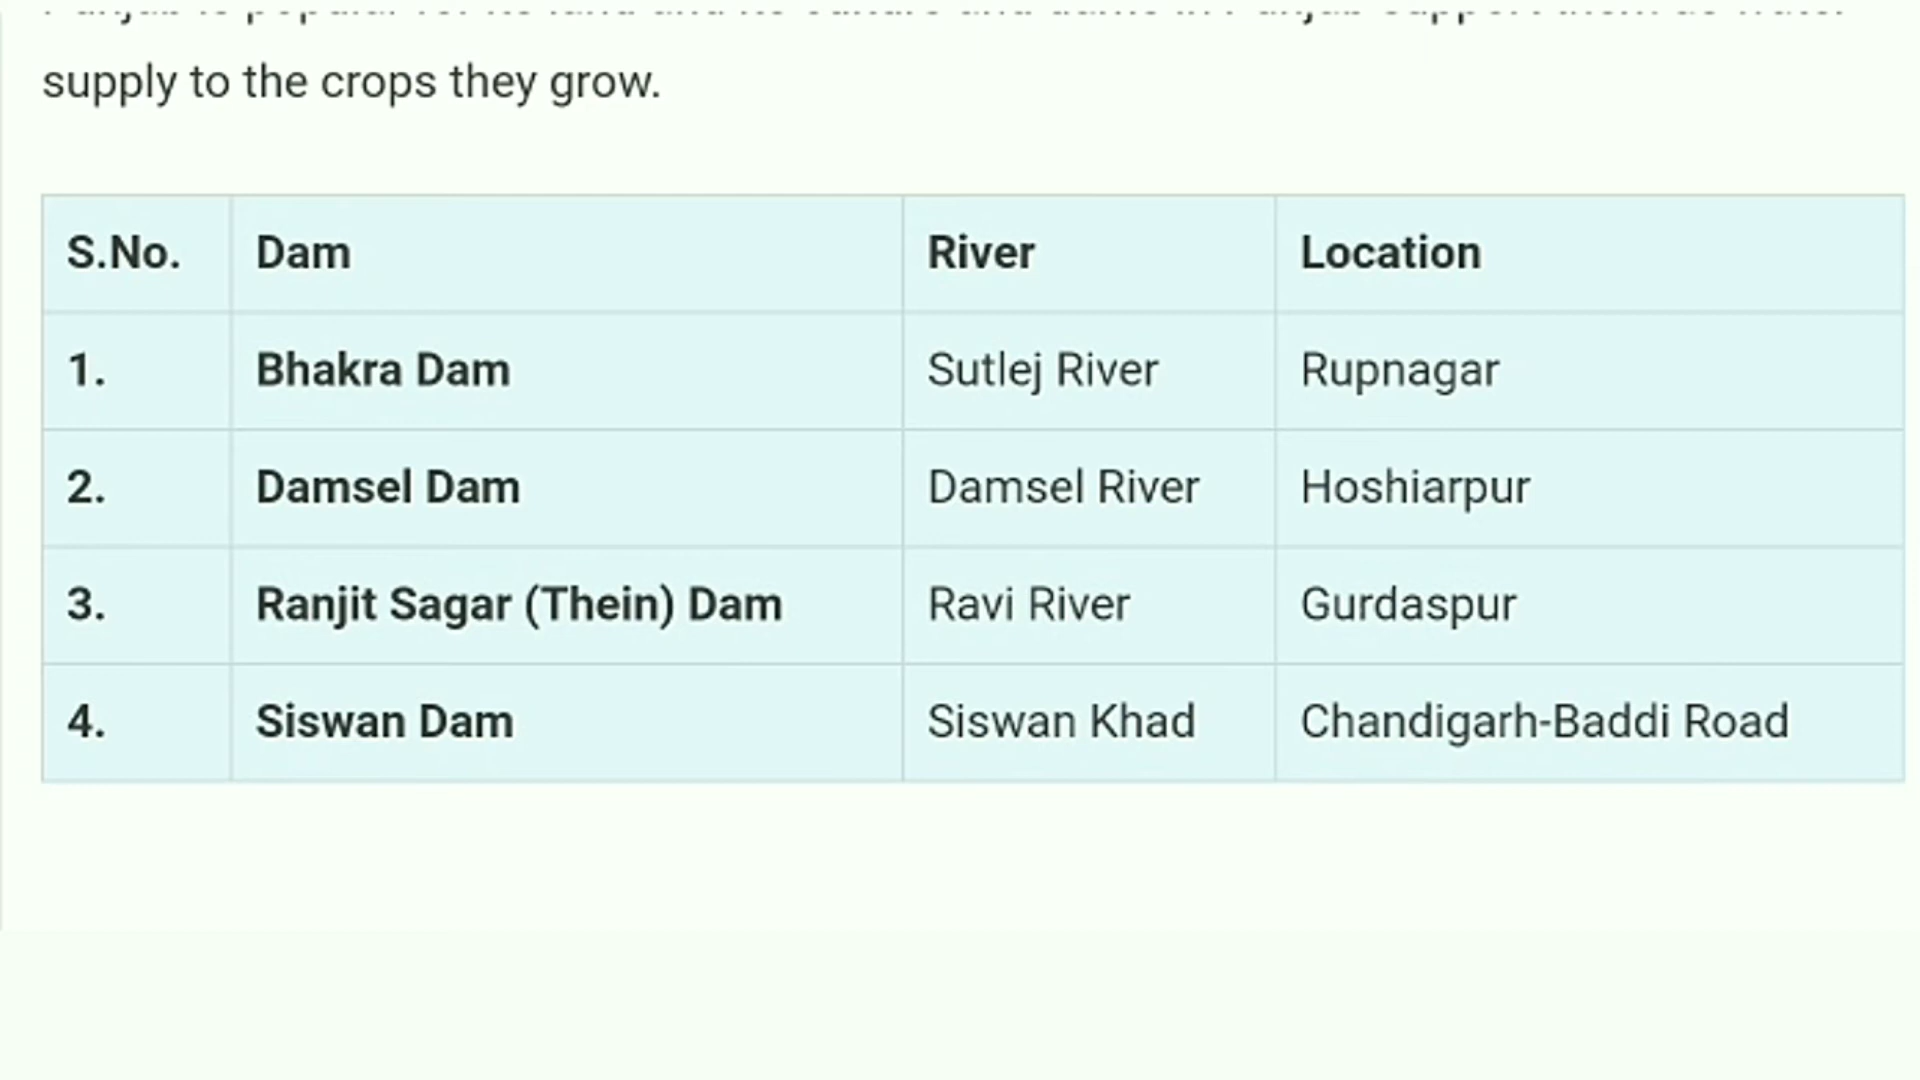 supply to the crops they grow.
S.No. Dam River Location
1. Bhakra Dam Sutlej River Rupnagar
2. Damsel Dam Damsel River Hoshiarpur
3. Ranjit Sagar (Thein) Dam Ravi River Gurdaspur
4. Siswan Dam Siswan Khad Chandigarh-Baddi Road